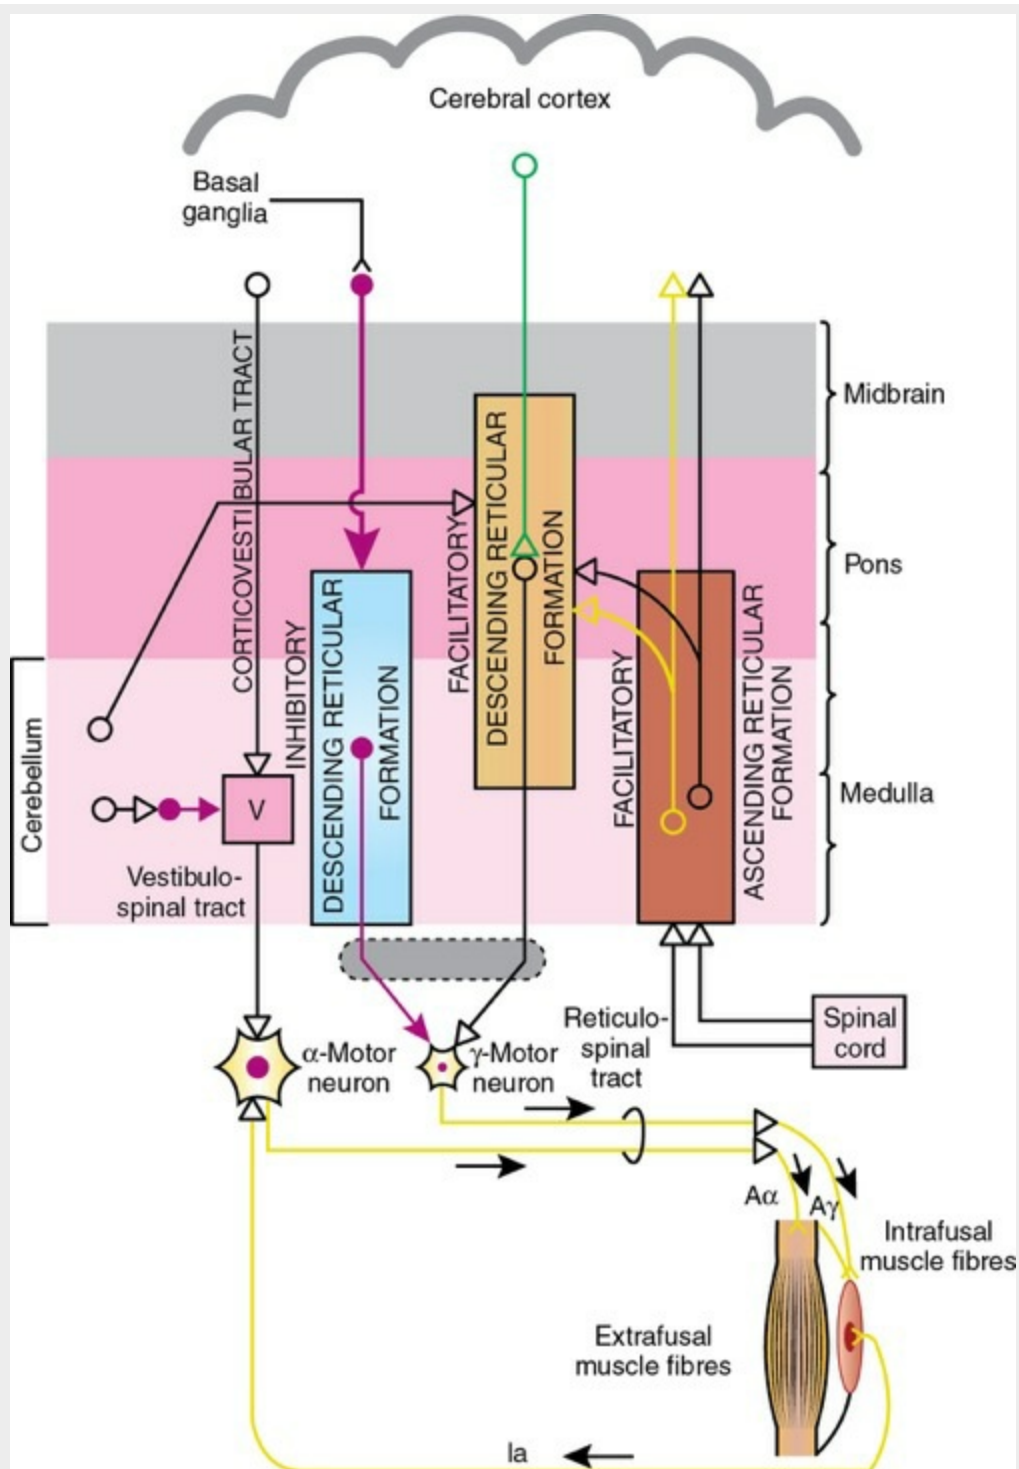 Cerebral cortex
Basal
ganglia
CORTICOVESTIBULAR TRACT
INHIBITORY
DESCENDING RETICULAR
FORMATION
FACILITATORY
DESCENDING RETICULAR
FORMATION
FACILITATORY
ASCENDING RETICULAR
FORMATION
Midbrain
Pons
Medulla
Cerebellum
V
Vestibulo-
spinal tract
α-Motor
neuron
γ-Motor
neuron
Reticulo-
spinal
tract
Spinal
cord
Aα
Aγ
Intrafusal
muscle fibres
Extrafusal
muscle fibres
Ia